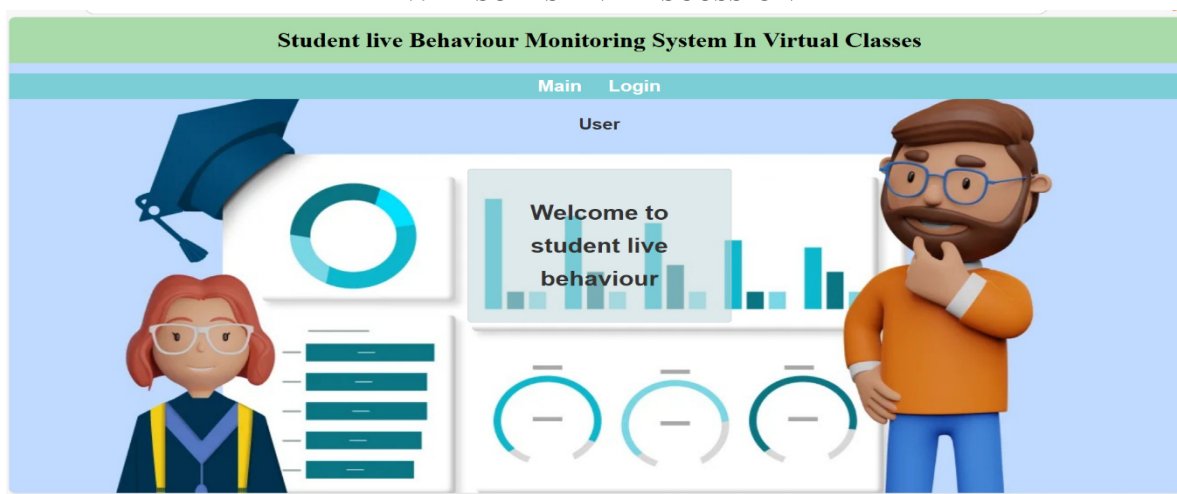 Student live Behaviour Monitoring System In Virtual Classes
Main Login
User
Welcome to
student live
behaviour